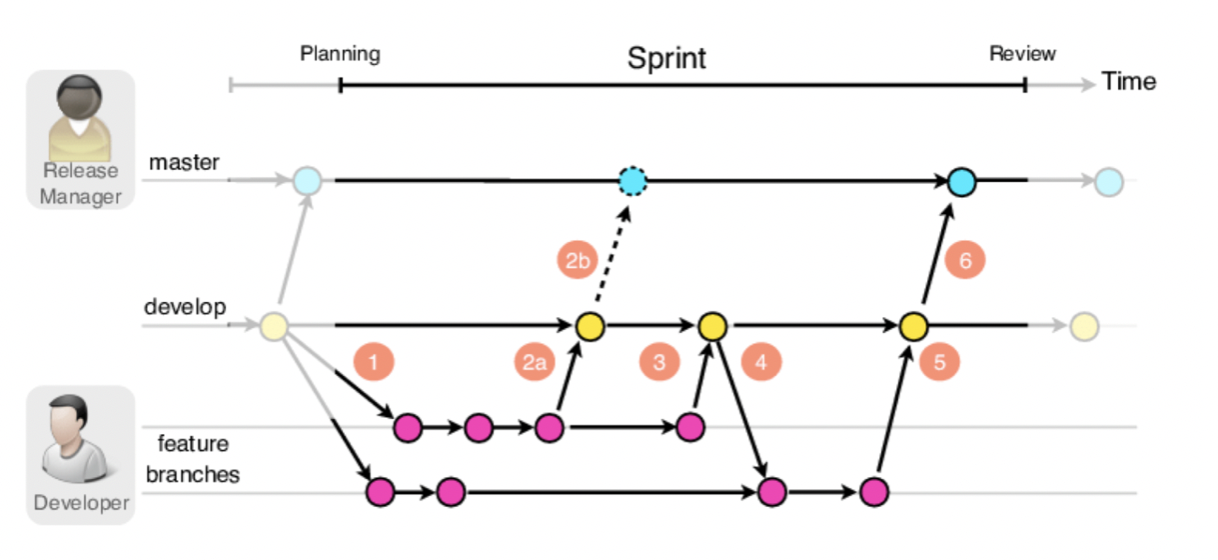 Planning
Sprint
Review
Time
master
Release
Manager
2b
6
develop
1
2a
3
4
5
feature
branches
Developer